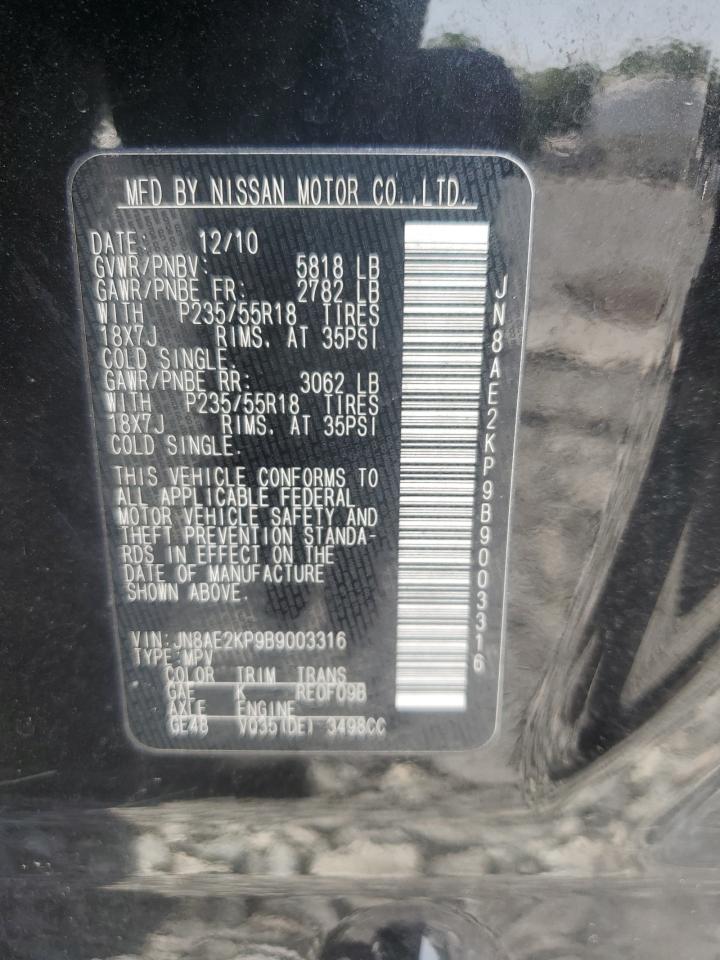 MFD BY NISSAN MOTOR CO.,LTD.
DATE: 12/10
GVWR/PNBV: 5818 LB
GAWR/PNBE FR: 2782 LB
WITH P235/55R18 TIRES
18X7J RIMS. AT 35PSI
COLD SINGLE.
GAWR/PNBE RR: 3062 LB
WITH P235/55R18 TIRES
18X7J RIMS. AT 35PSI
COLD SINGLE.
THIS VEHICLE CONFORMS TO
ALL APPLICABLE FEDERAL
MOTOR VEHICLE SAFETY AND
THEFT PREVENTION STANDA-
RDS IN EFFECT ON THE
DATE OF MANUFACTURE
SHOWN ABOVE.
VIN: JN8AE2KP9B9003316
TYPE: MPV
COLOR TRIM TRANS
GAE K RE0F09B
AXLE ENGINE
GE48 VQ35(DE) 3498CC
JN8AE2KP9B9003316